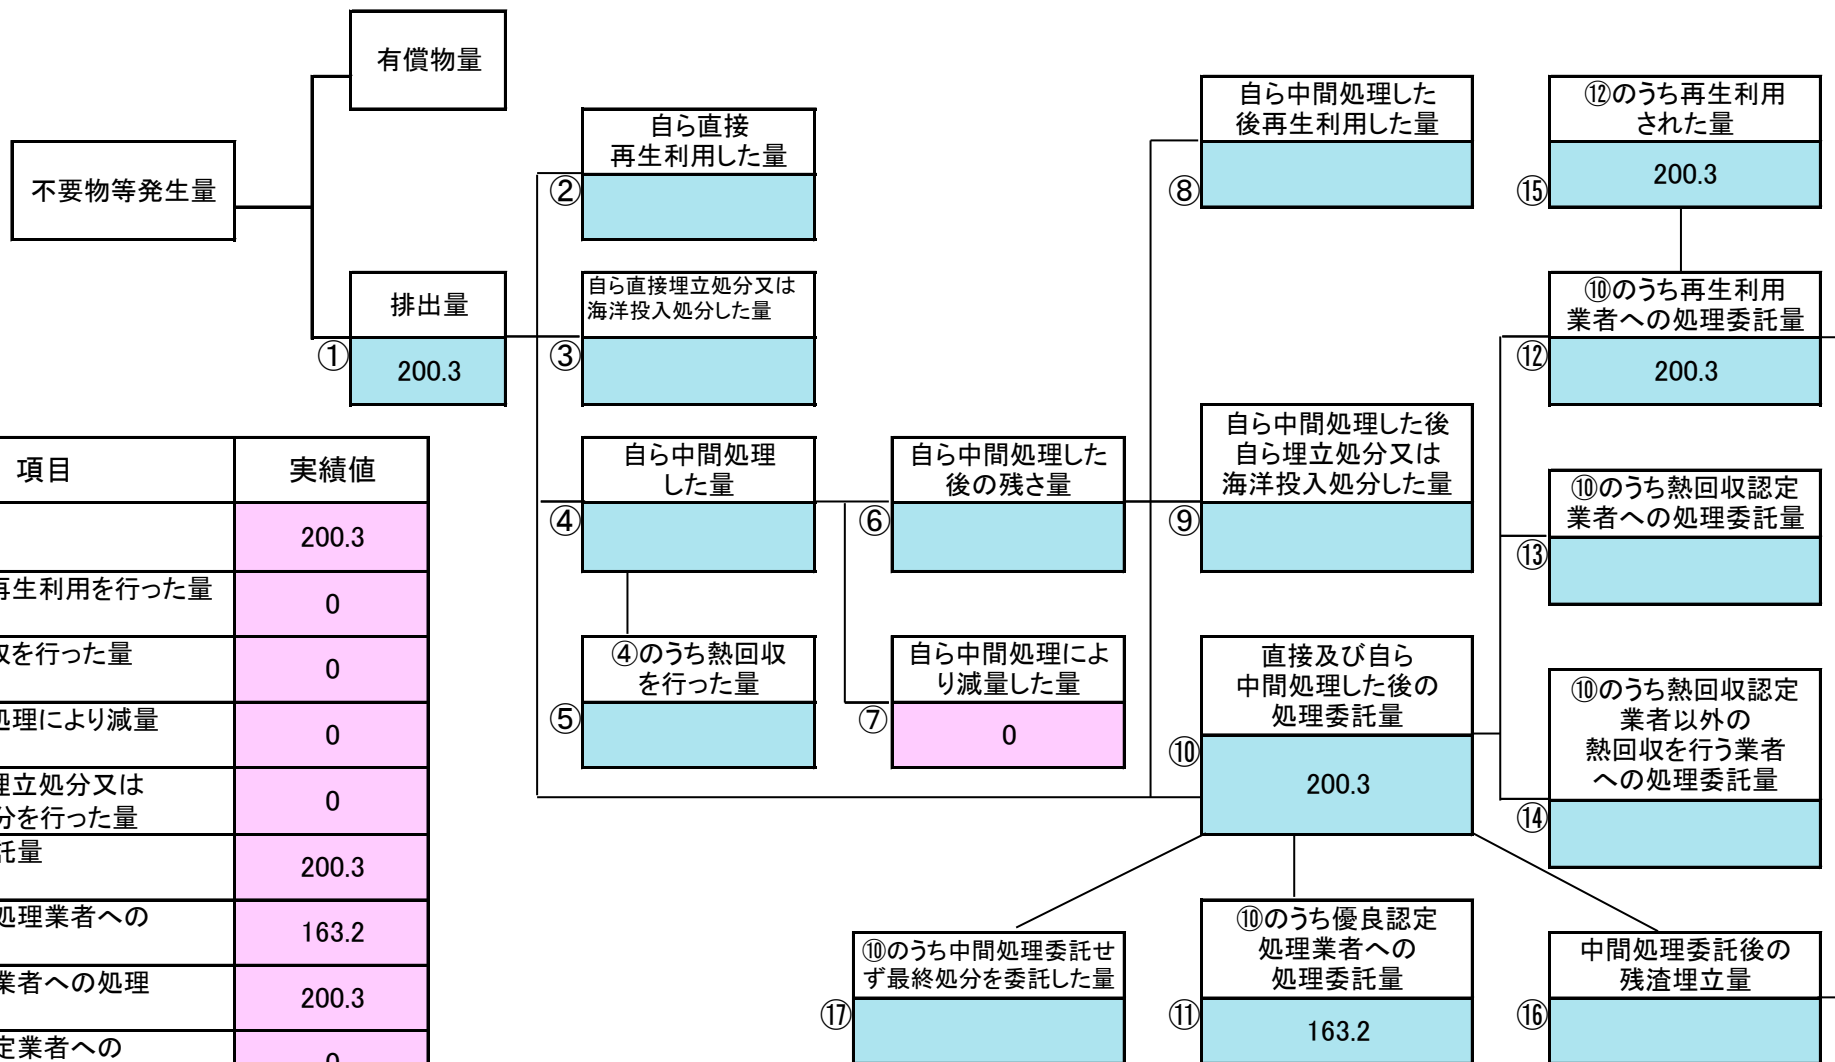 有償物量
不要物等発生量
排出量
①
200.3
自ら直接
再生利用した量
②
自ら直接埋立処分又は
海洋投入処分した量
③
自ら中間処理
した量
④
④のうち熱回収
を行った量
⑤
自ら中間処理した
後の残さ量
⑥
自ら中間処理によ
り減量した量
⑦
0
自ら中間処理した
後再生利用した量
⑧
自ら中間処理した後
自ら埋立処分又は
海洋投入処分した量
⑨
直接及び自ら
中間処理した後の
処理委託量
⑩
200.3
⑩のうち優良認定
処理業者への
処理委託量
⑪
163.2
⑫のうち再生利用
された量
⑮
200.3
⑩のうち再生利用
業者への処理委託量
⑫
200.3
⑩のうち熱回収認定
業者への処理委託量
⑬
⑩のうち熱回収認定
業者以外の
熱回収を行う業者
への処理委託量
⑭
中間処理委託後の
残渣埋立量
⑯
⑩のうち中間処理委託せ
ず最終処分を委託した量
⑰
項目 実績値
200.3
再生利用を行った量 0
を行った量 0
処理により減量 0
埋立処分又は
を行った量 0
託量 200.3
処理業者への 163.2
業者への処理 200.3
定業者への